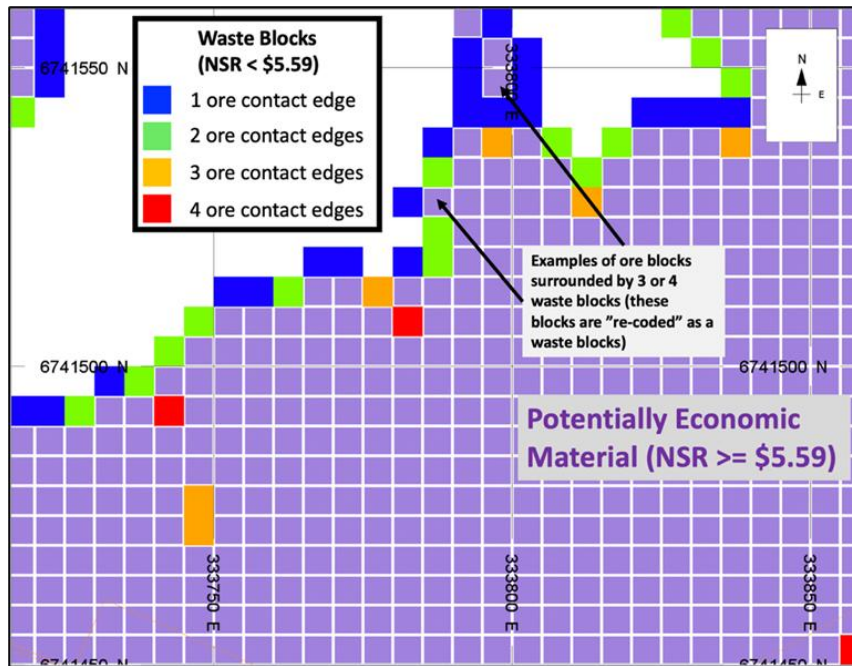 Waste Blocks
(NSR < $5.59)
1 ore contact edge
2 ore contact edges
3 ore contact edges
4 ore contact edges
6741550 N
N
E
E
Examples of ore blocks
surrounded by 3 or 4
waste blocks (these
blocks are ”re-coded” as a
waste blocks)
6741500 N
6741500 N
Potentially Economic
Material (NSR >= $5.59)
333750 E
333800 E
333850 E
6741450 N
6741450 N